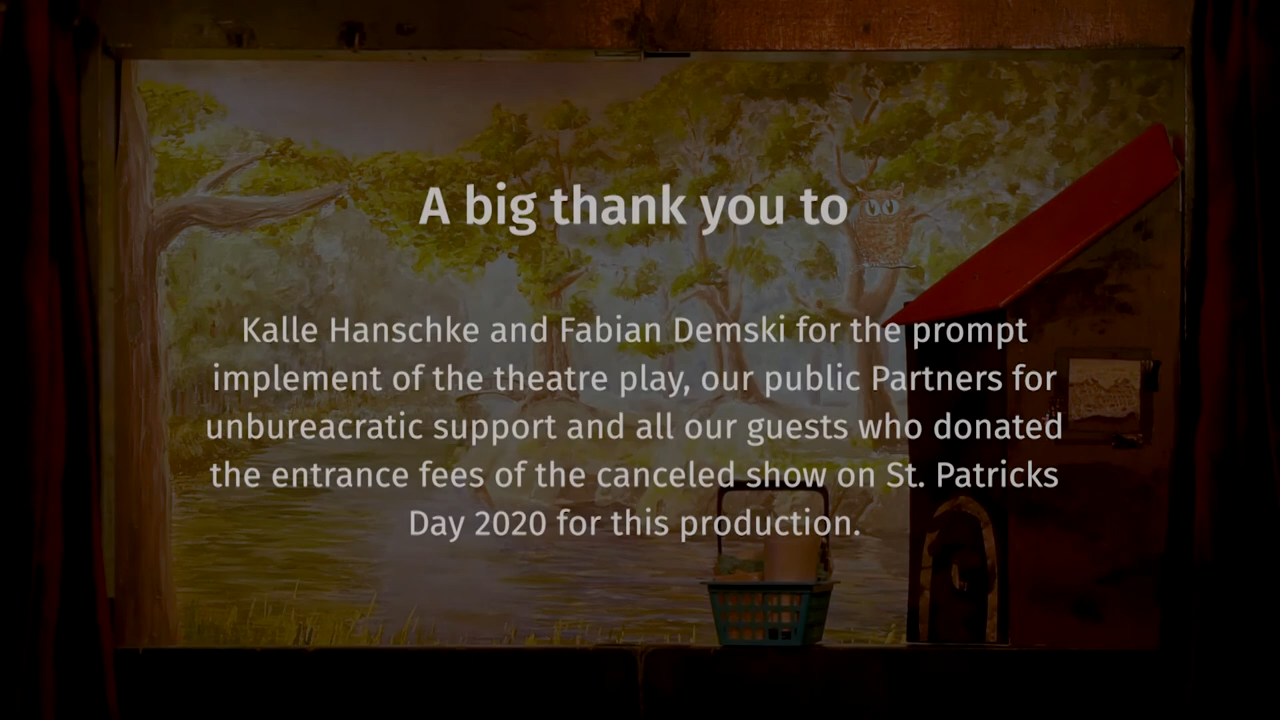 A big thank you to
Kalle Hanschke and Fabian Demski for the prompt
implement of the theatre play, our public Partners for
unbureacratic support and all our guests who donated
the entrance fees of the canceled show on St. Patricks
Day 2020 for this production.